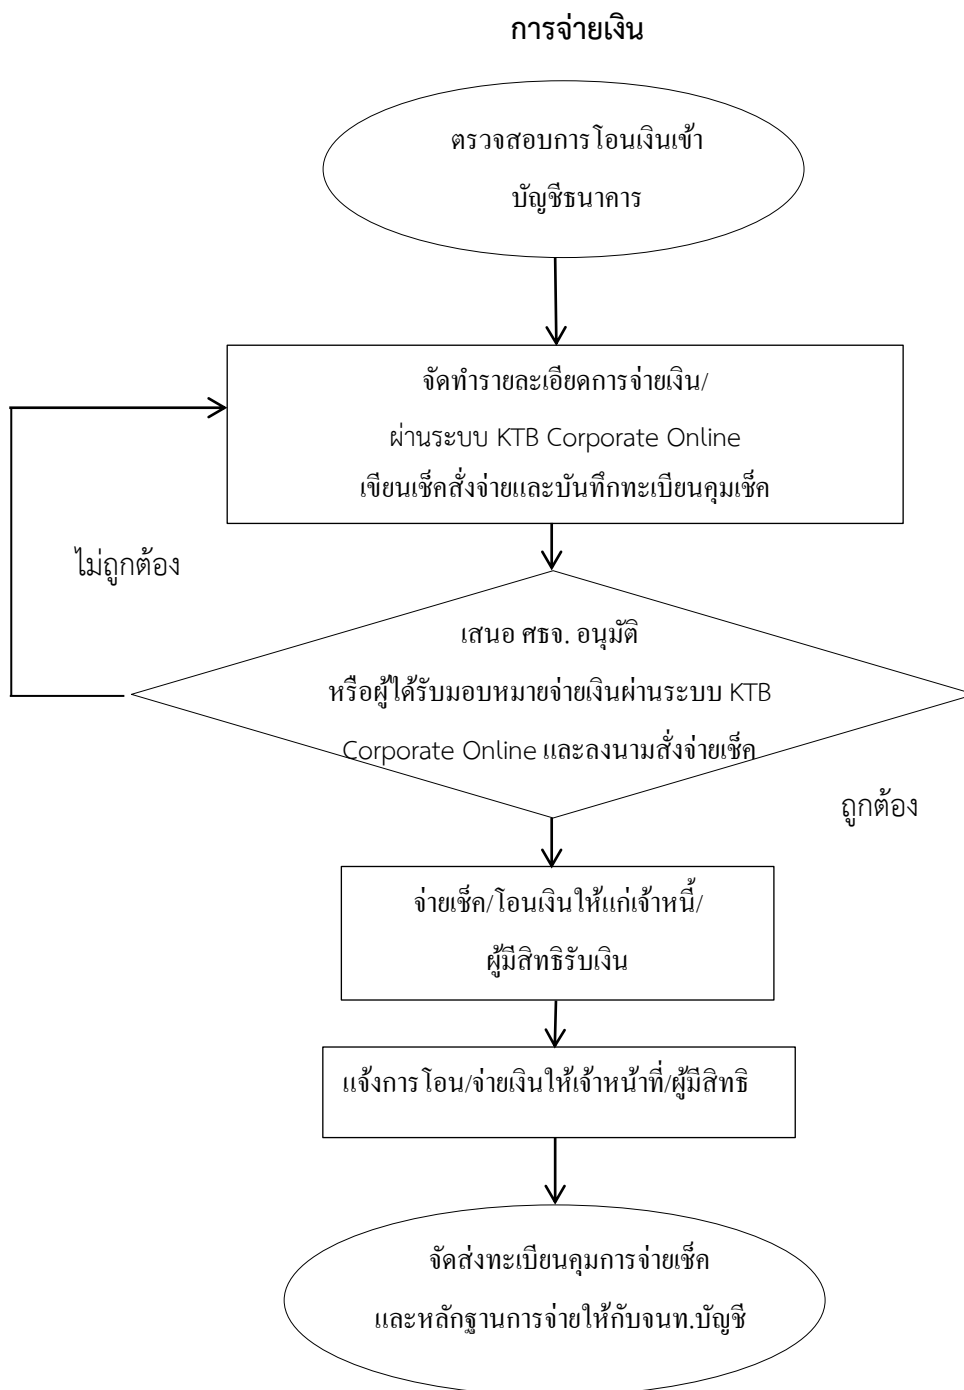 การจ่ายเงิน
ตรวจสอบการโอนเงินเข้า
บัญชีธนาคาร
จัดทำรายละเอียดการจ่ายเงิน/
ผ่านระบบ KTB Corporate Online
เขียนเช็คสั่งจ่ายและบันทึกทะเบียนคุมเช็ค
ไม่ถูกต้อง
เสนอ ศธจ. อนุมัติ
หรือผู้ได้รับมอบหมายจ่ายเงินผ่านระบบ KTB
Corporate Online และลงนามสั่งจ่ายเช็ค
ถูกต้อง
จ่ายเช็ค/โอนเงินให้แก่เจ้าหนี้/
ผู้มีสิทธิรับเงิน
แจ้งการโอน/จ่ายเงินให้เจ้าหน้าที่/ผู้มีสิทธิ
จัดส่งทะเบียนคุมการจ่ายเช็ค
และหลักฐานการจ่ายให้กับจนท.บัญชี